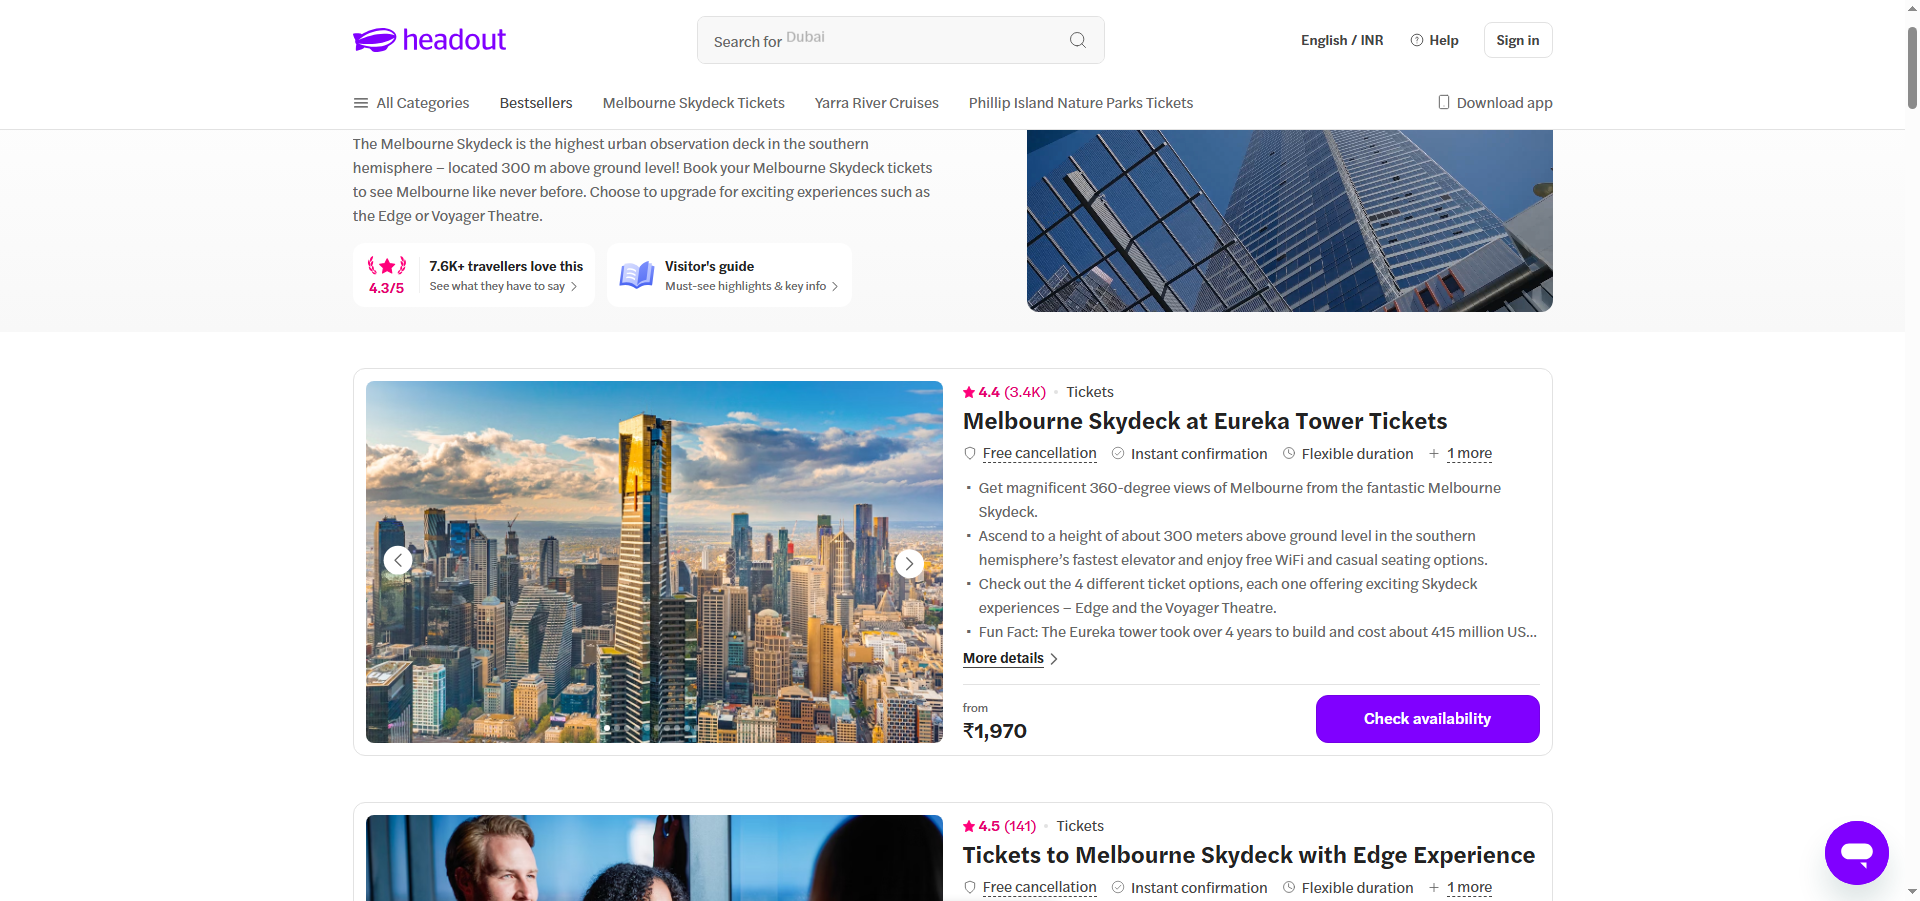 headout
Search for Dubai
English / INR
Help
Sign in
All Categories
Bestsellers
Melbourne Skydeck Tickets
Yarra River Cruises
Phillip Island Nature Parks Tickets
Download app
The Melbourne Skydeck is the highest urban observation deck in the southern
hemisphere – located 300 m above ground level! Book your Melbourne Skydeck tickets
to see Melbourne like never before. Choose to upgrade for exciting experiences such as
the Edge or Voyager Theatre.
4.3/5
7.6K+ travellers love this
See what they have to say
Visitor's guide
Must-see highlights & key info
4.4 (3.4K) Tickets
Melbourne Skydeck at Eureka Tower Tickets
Free cancellation Instant confirmation Flexible duration + 1 more
Get magnificent 360-degree views of Melbourne from the fantastic Melbourne
Skydeck.
Ascend to a height of about 300 meters above ground level in the southern
hemisphere’s fastest elevator and enjoy free WiFi and casual seating options.
Check out the 4 different ticket options, each one offering exciting Skydeck
experiences – Edge and the Voyager Theatre.
Fun Fact: The Eureka tower took over 4 years to build and cost about 415 million US...
More details
from
₹1,970
Check availability
4.5 (141) Tickets
Tickets to Melbourne Skydeck with Edge Experience
Free cancellation Instant confirmation Flexible duration + 1 more